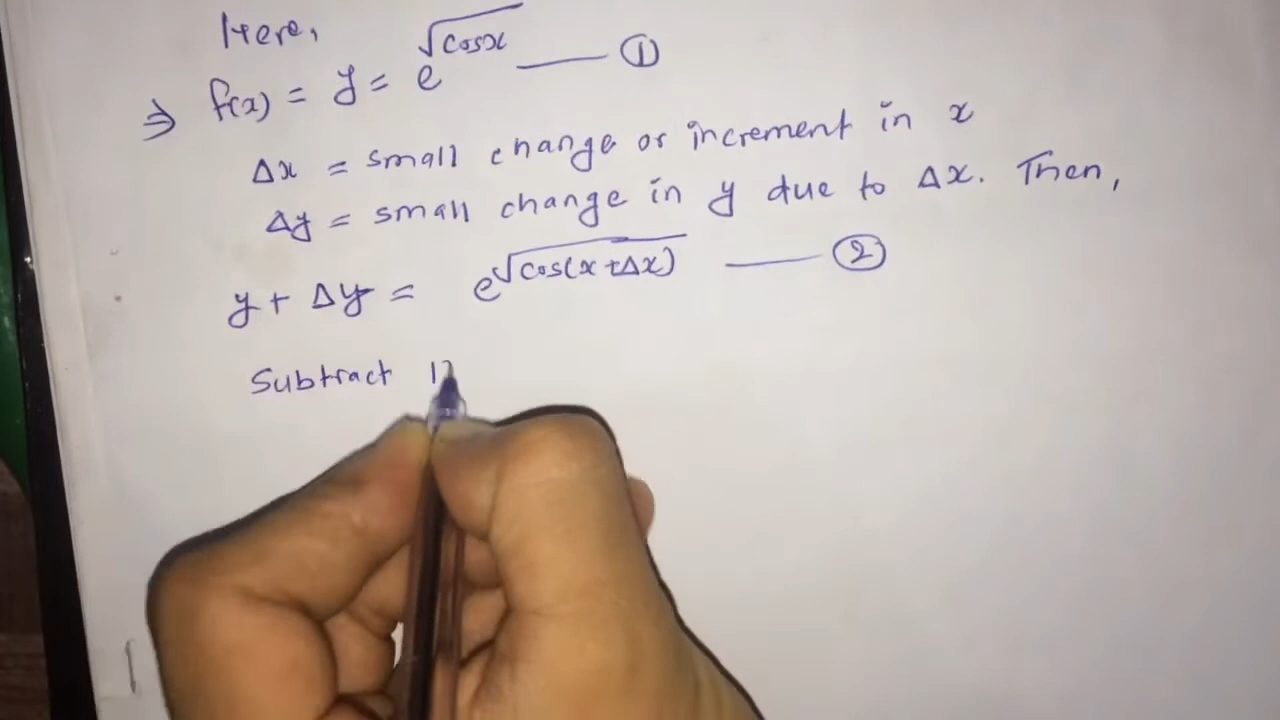 Here,
⇒ f(x) = y = e^√cosx —— ①
Δx = small change or increment in x
Δy = small change in y due to Δx. Then,
y + Δy = e^√cos(x+Δx) —— ②
Subtract